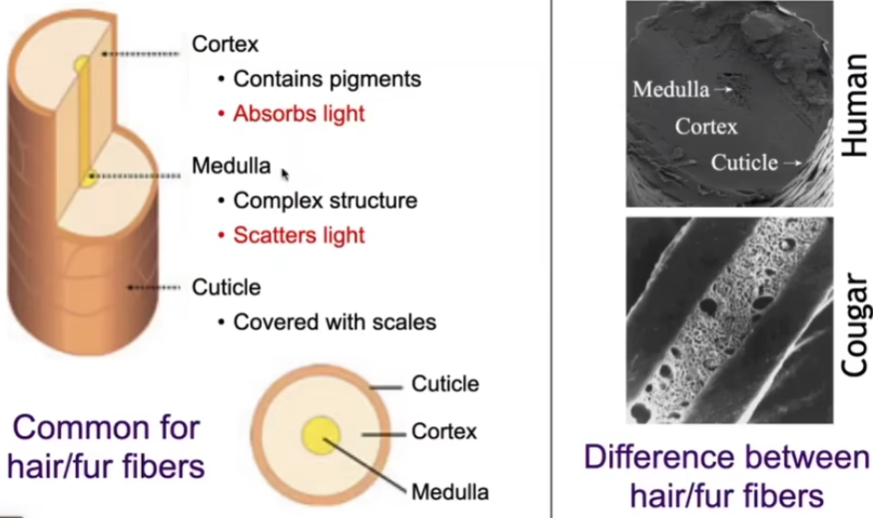 Cortex
• Contains pigments
• Absorbs light
Medulla
• Complex structure
• Scatters light
Cuticle
• Covered with scales
Cuticle
Cortex
Medulla
Common for
hair/fur fibers
Medulla
Cortex
Cuticle
Human
Cougar
Difference between
hair/fur fibers